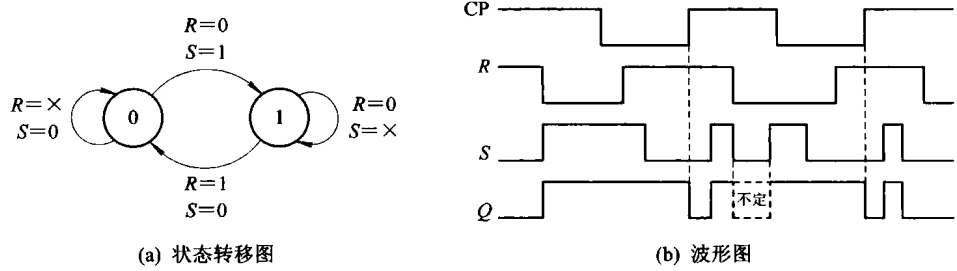 R=0
S=1
R=×
S=0
0
1
R=0
S=×
R=1
S=0
(a) 状态转移图
CP
R
S
Q
不定
(b) 波形图